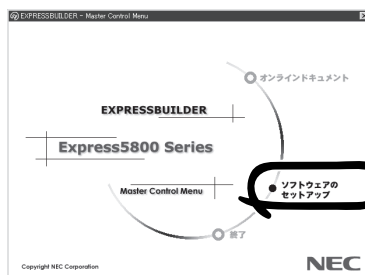 EXPRESSBUILDER - Master Control Menu
オンラインドキュメント
EXPRESSBUILDER
Express5800 Series
Master Control Menu
ソフトウェアの
セットアップ
終了
Copyright NEC Corporation
NEC